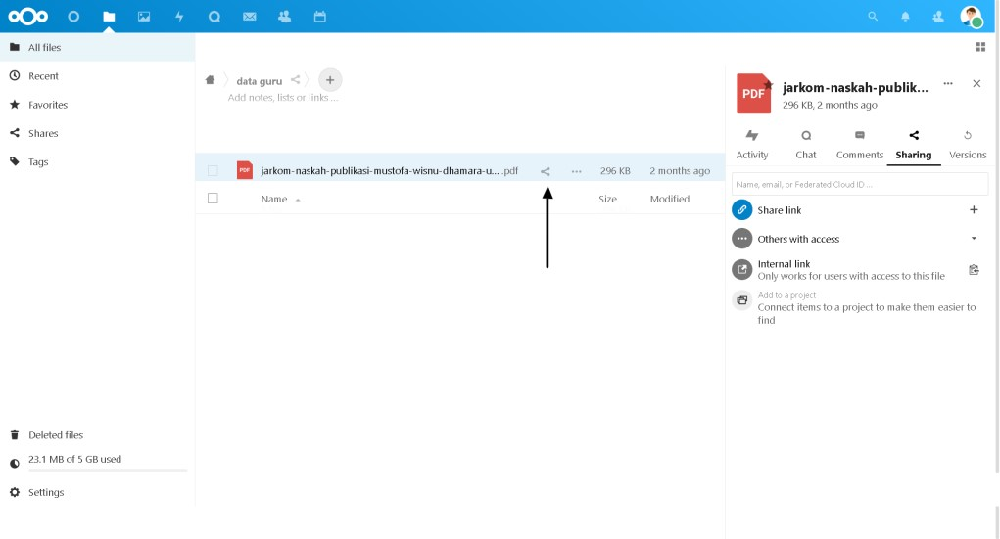 All files
Recent
Favorites
Shares
Tags
Deleted files
23.1 MB of 5 GB used
Settings
data guru
Add notes, lists or links ...
PDF jarkom-naskah-publikasi-mustofa-wisnu-dhamara-u... .pdf 296 KB 2 months ago
Name Size Modified
PDF
jarkom-naskah-publik...
296 KB, 2 months ago
Activity Chat Comments Sharing Versions
Name, email, or Federated Cloud ID ...
Share link
Others with access
Internal link
Only works for users with access to this file
Add to a project
Connect items to a project to make them easier to
find